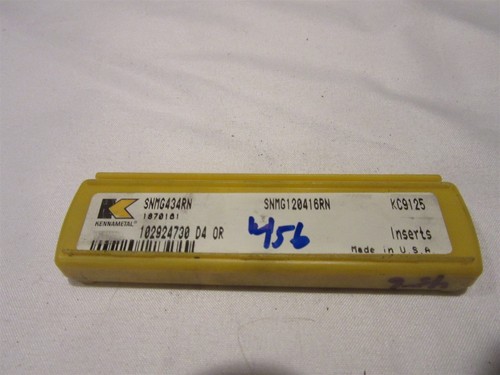 SNMG434RN SNMG120416RN KC9125
KENNAMETAL 1870161
102924730 D4 OR 456 Inserts
Made in U.S.A